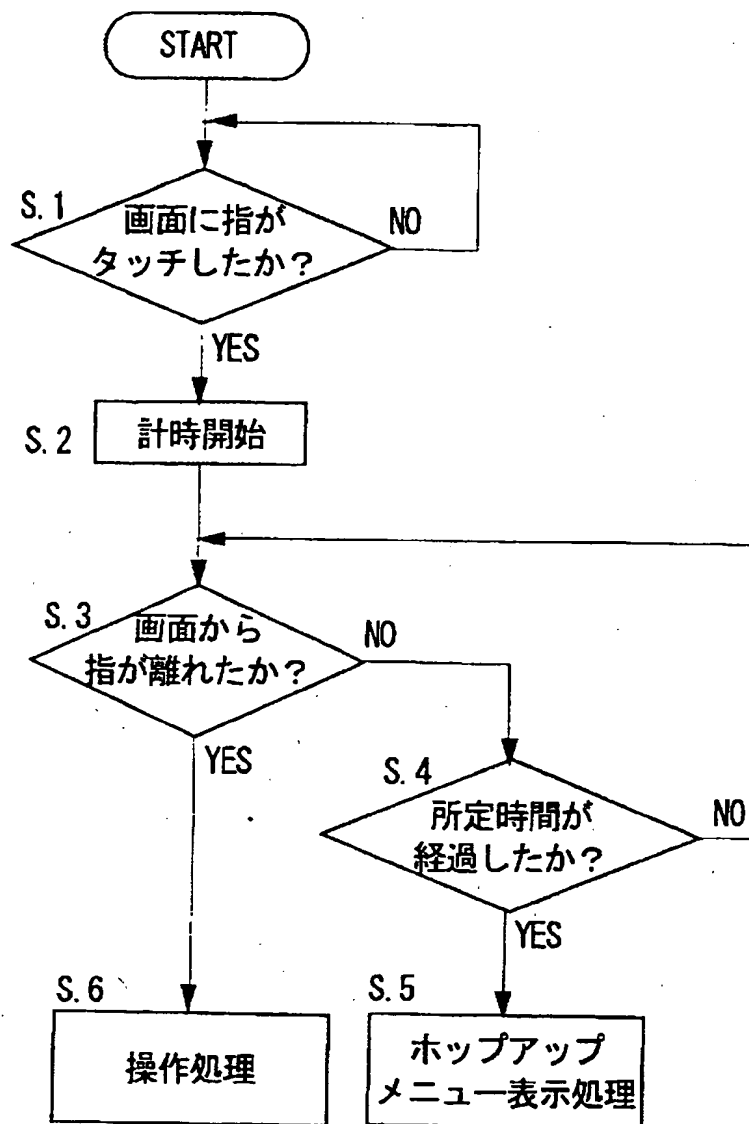 START
S.1
画面に指が
タッチしたか？
NO
YES
S.2
計時開始
S.3
画面から
指が離れたか？
NO
YES
S.4
所定時間が
経過したか？
NO
YES
S.6
操作処理
S.5
ホップアップ
メニュー表示処理